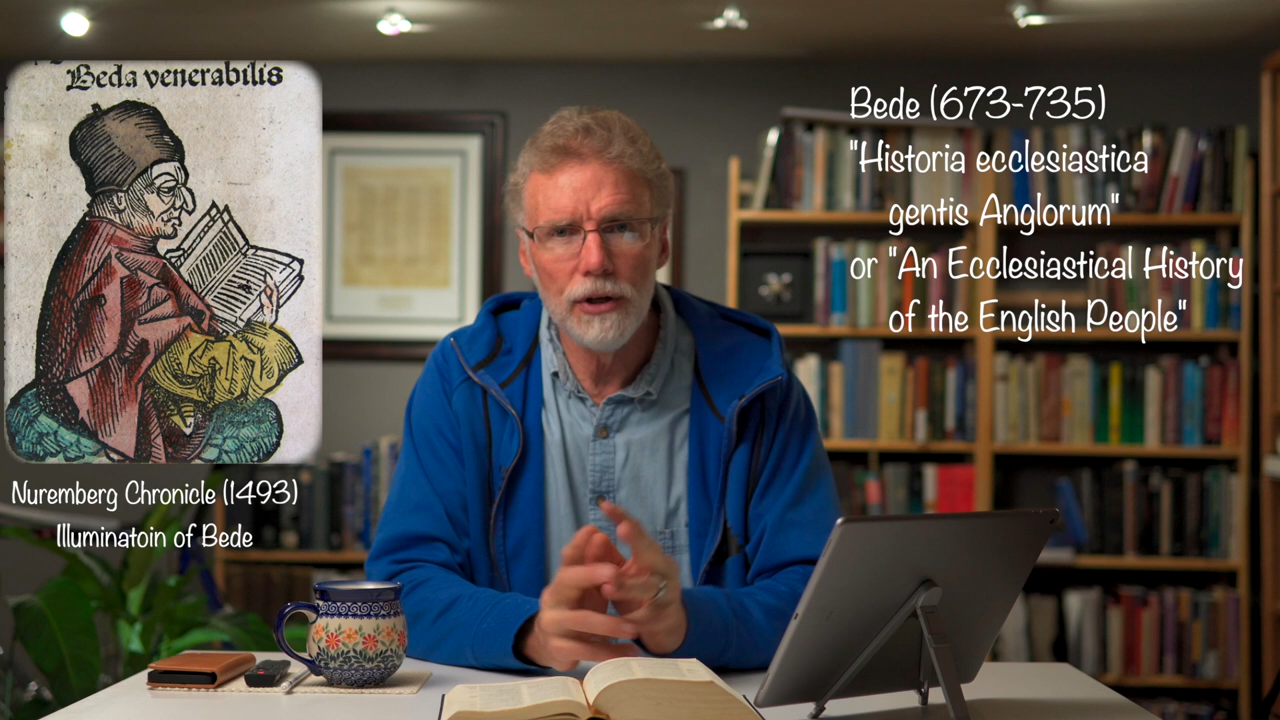 Beda venerabilis
Nuremberg Chronicle (1493)
Illuminatoin of Bede
Bede (673-735)
"Historia ecclesiastica
gentis Anglorum"
or "An Ecclesiastical History
of the English People"